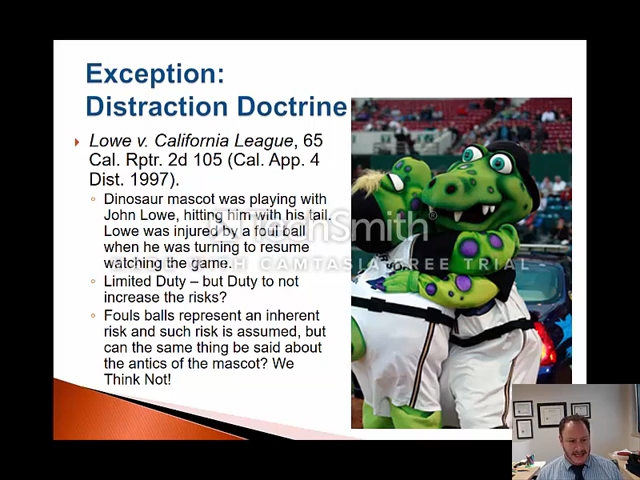 Exception:
Distraction Doctrine
Lowe v. California League, 65
Cal. Rptr. 2d 105 (Cal. App. 4
Dist. 1997).
Dinosaur mascot was playing with
John Lowe, hitting him with his tail.
Lowe was injured by a foul ball
when he was turning to resume
watching the game.
Limited Duty – but Duty to not
increase the risks?
Fouls balls represent an inherent
risk and such risk is assumed, but
can the same thing be said about
the antics of the mascot? We
Think Not!
TechSmith®
CAMTASIA FREE TRIAL